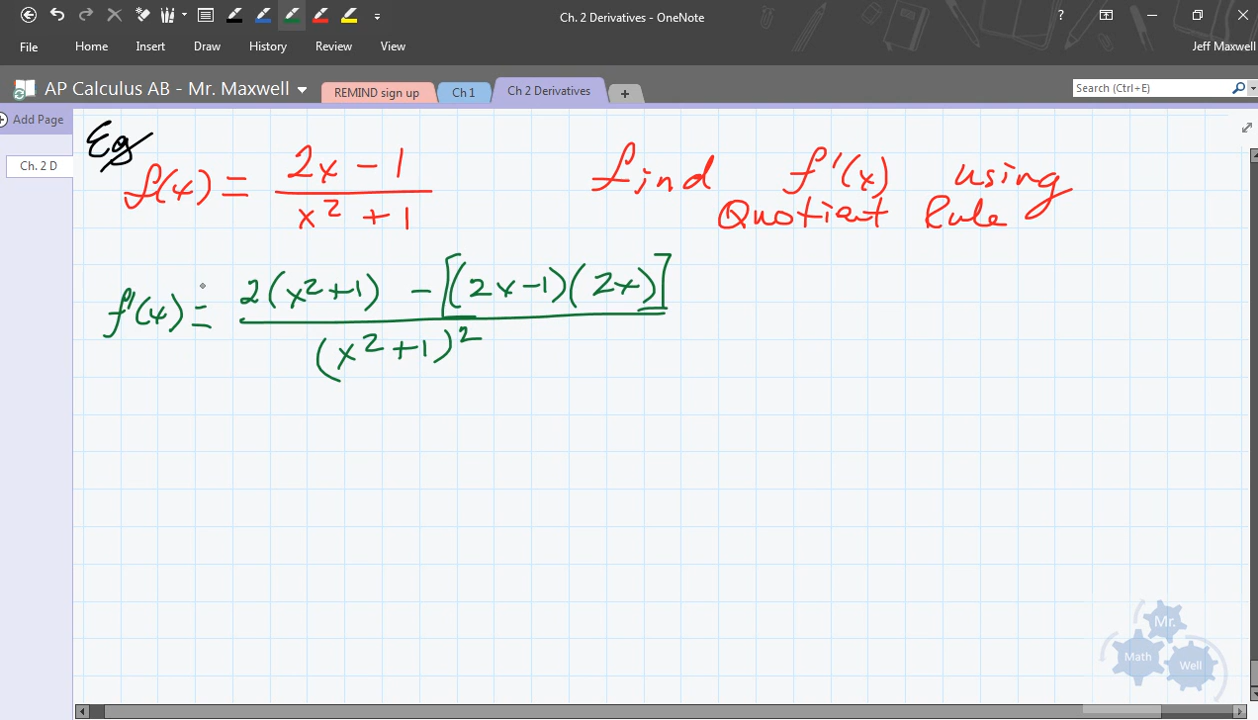 Ch. 2 Derivatives - OneNote
?
File Home Insert Draw History Review View
Jeff Maxwell
AP Calculus AB - Mr. Maxwell
REMIND sign up
Ch 1
Ch 2 Derivatives
Search (Ctrl+E)
Add Page
Ch. 2 D
Eg
f(x) = (2x - 1)/(x² + 1)
find f'(x) using
Quotient Rule
f'(x) = (2(x²+1) - [(2x-1)(2x)])/(x²+1)²
Mr.
Math
Well